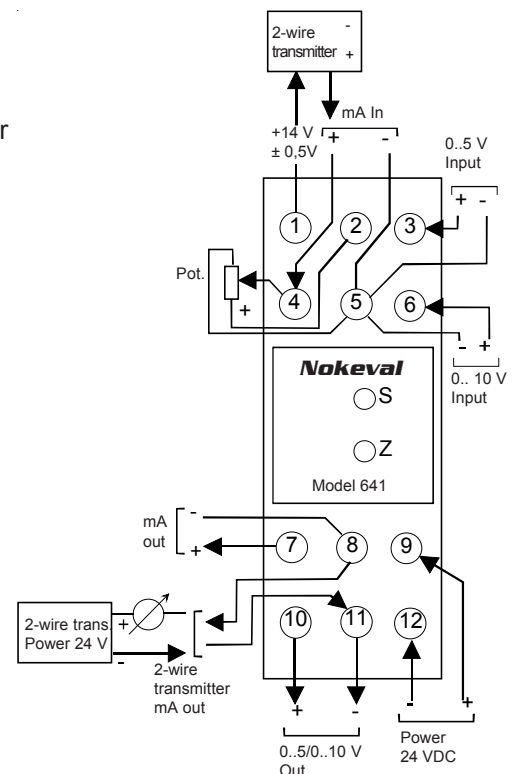 2-wire -
transmitter +
r
mA In
+14 V + -
± 0,5V
0..5 V
Input
+ -
1 2 3
Pot.
4 5 6
+
- +
0.. 10 V
Input
Nokeval
S
Z
Model 641
mA
out
-
+
7 8 9
2-wire trans.
Power 24 V
+
-
10 11 12
2-wire
transmitter
mA out
+ - - +
0..5/0..10 V
Out
Power
24 VDC